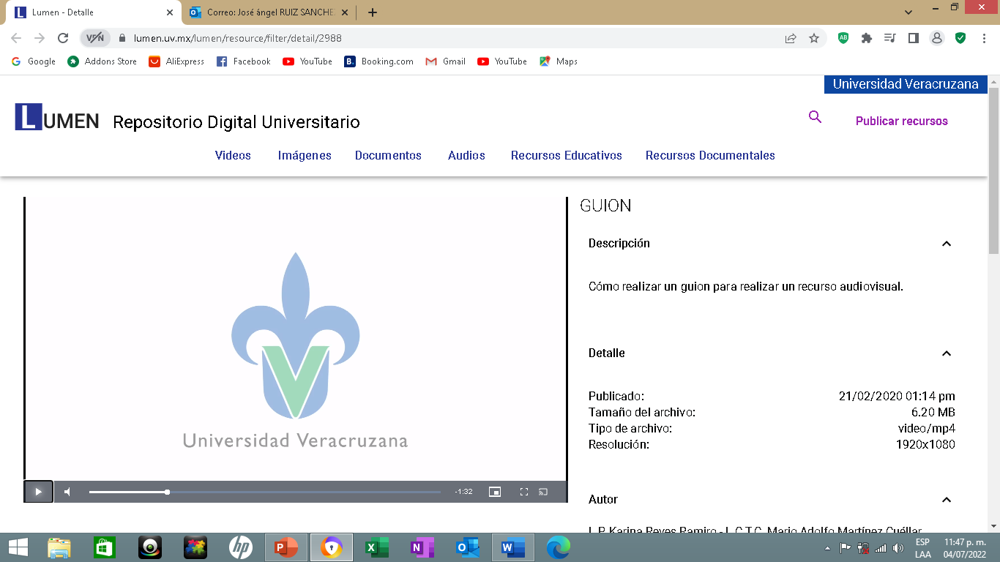 Lumen - Detalle
Correo: José ángel RUIZ SANCHE
VPN
lumen.uv.mx/lumen/resource/filter/detail/2988
Google
Addons Store
AliExpress
Facebook
YouTube
Booking.com
Gmail
YouTube
Maps
Universidad Veracruzana
LUMEN
Repositorio Digital Universitario
Publicar recursos
Videos
Imágenes
Documentos
Audios
Recursos Educativos
Recursos Documentales
Universidad Veracruzana
-1:32
GUION
Descripción
Cómo realizar un guion para realizar un recurso audiovisual.
Detalle
Publicado: 21/02/2020 01:14 pm
Tamaño del archivo: 6.20 MB
Tipo de archivo: video/mp4
Resolución: 1920x1080
Autor
L.P. Karina Reyes Ramiro - L.C.T.C. Mario Adolfo Martínez Cuéllar
ESP 11:47 p. m.
LAA 04/07/2022